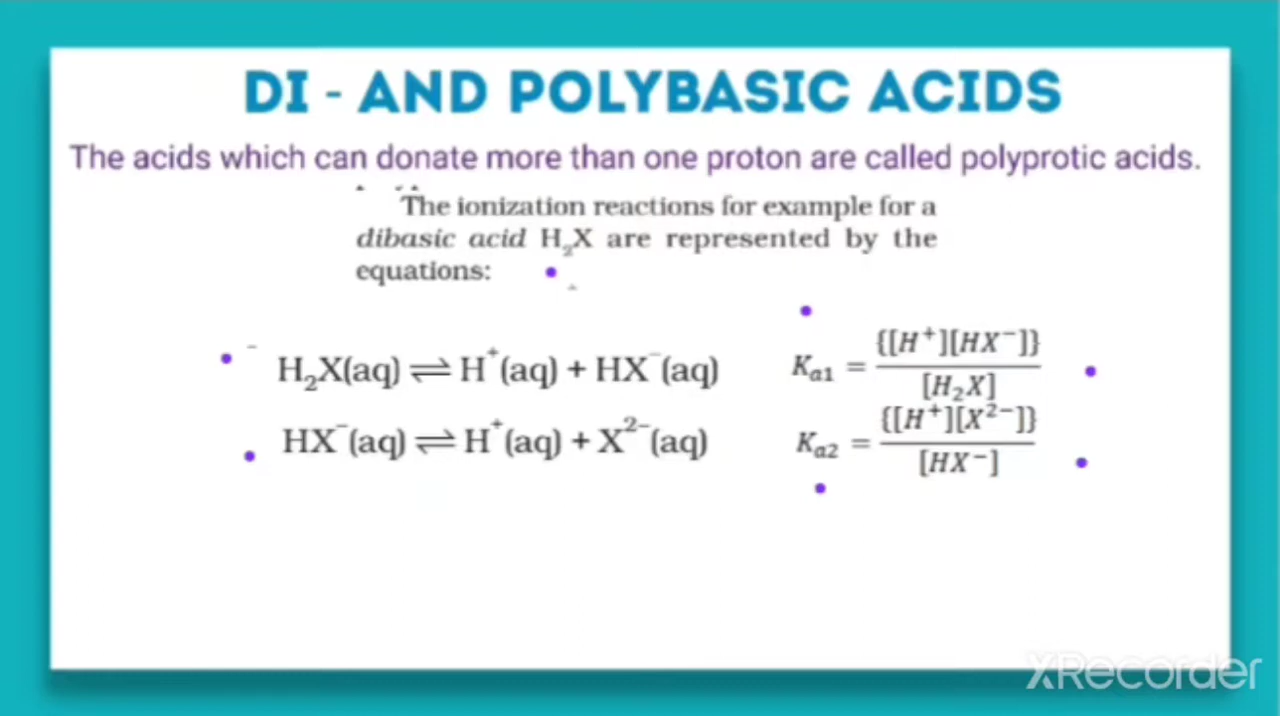 DI - AND POLYBASIC ACIDS
The acids which can donate more than one proton are called polyprotic acids.
The ionization reactions for example for a
dibasic acid H₂X are represented by the
equations:
H₂X(aq) ⇌ H⁺(aq) + HX⁻(aq)
Kₐ₁ = {[H⁺][HX⁻]} / [H₂X]
HX⁻(aq) ⇌ H⁺(aq) + X²⁻(aq)
Kₐ₂ = {[H⁺][X²⁻]} / [HX⁻]
XRecorder